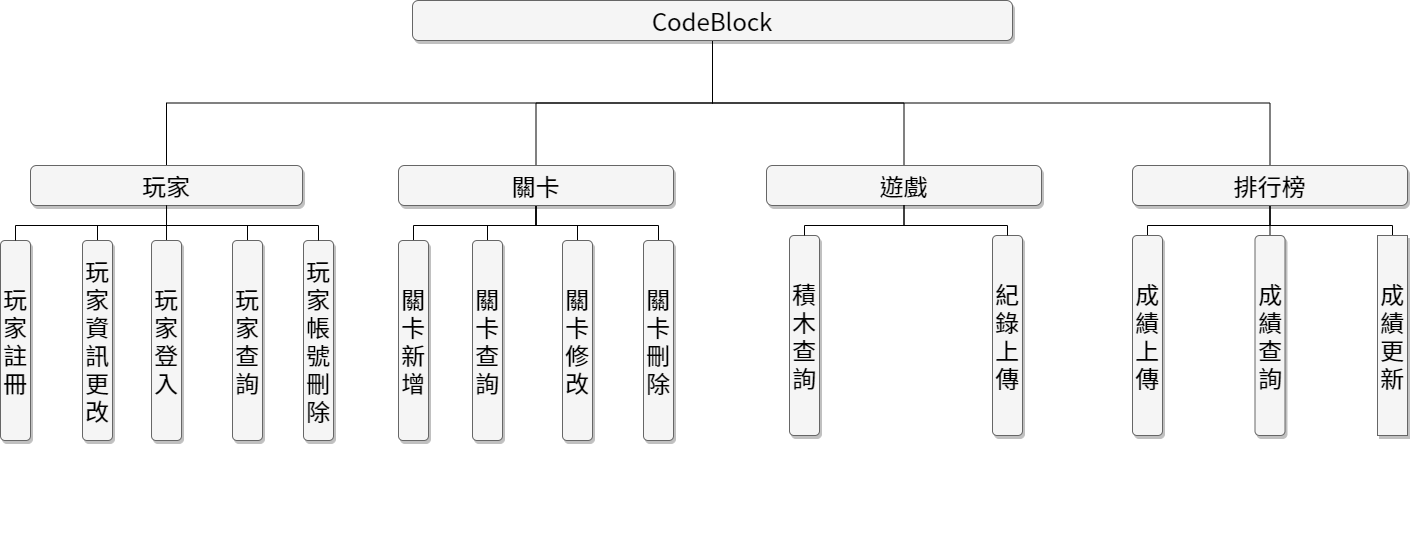 CodeBlock
玩家
關卡
遊戲
排行榜
玩家註冊
玩家資訊更改
玩家登入
玩家查詢
玩家帳號刪除
關卡新增
關卡查詢
關卡修改
關卡刪除
積木查詢
紀錄上傳
成績上傳
成績查詢
成績更新